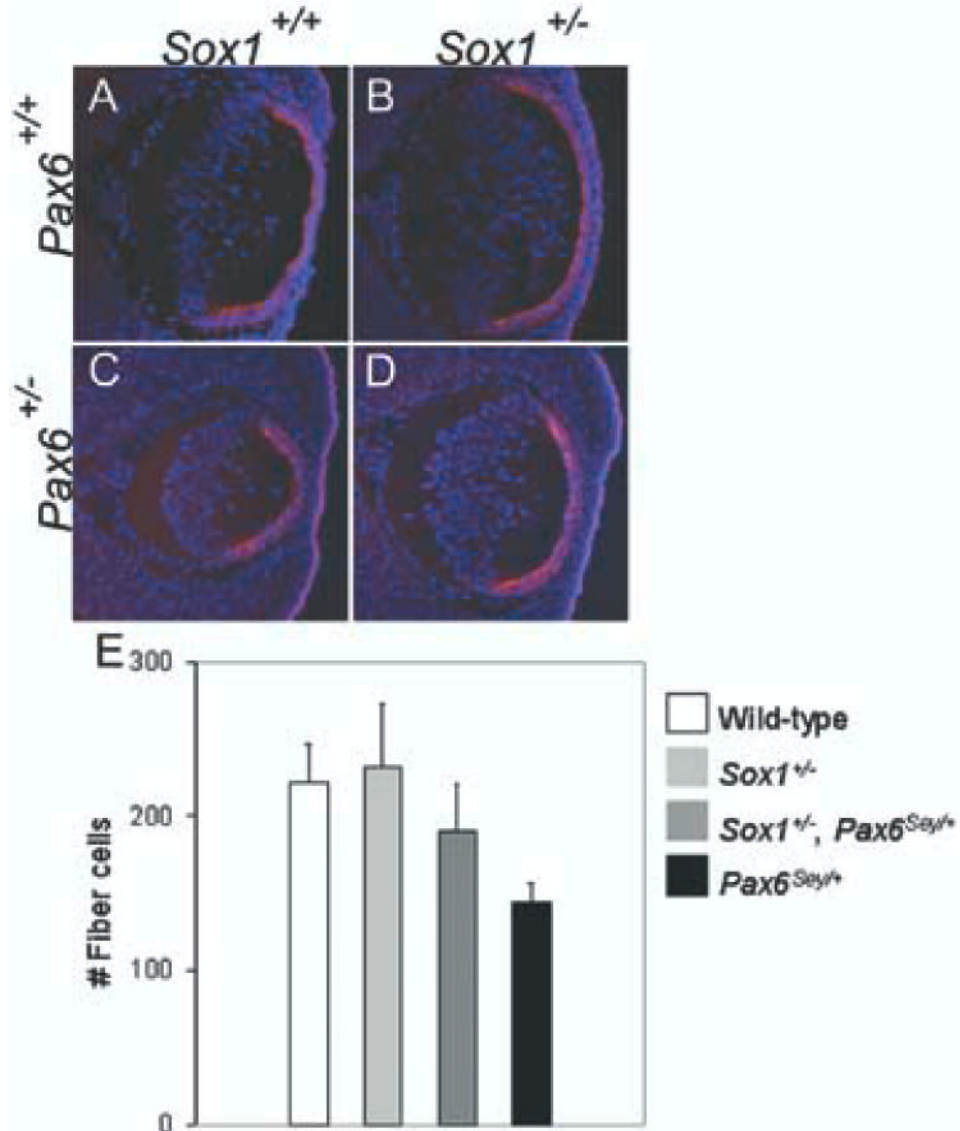 Sox1 +/+
Sox1 +/-
Pax6 +/+
A
B
Pax6 +/-
C
D
E
300
200
100
0
# Fiber cells
Wild-type
Sox1+/-
Sox1+/-, Pax6Sey/+
Pax6Sey/+